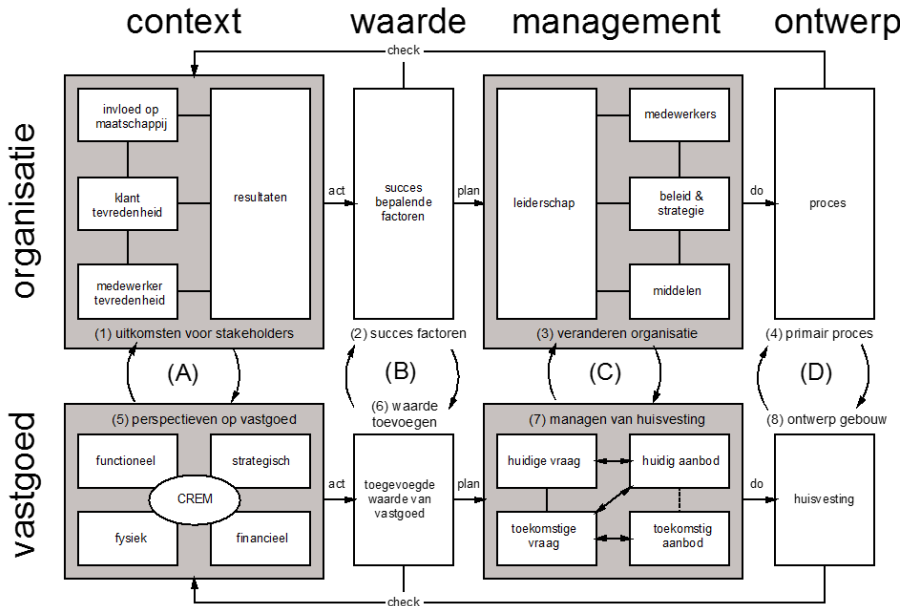 context
waarde
management
ontwerp
organisatie
check
invloed op
maatschappij
klant
tevredenheid
medewerker
tevredenheid
resultaten
act
succes
bepalende
factoren
plan
leiderschap
medewerkers
beleid &
strategie
middelen
do
proces
(1) uitkomsten voor stakeholders
(2) succes factoren
(3) veranderen organisatie
(4) primair proces
(A)
(B)
(C)
(D)
vastgoed
(5) perspectieven op vastgoed
(6) waarde
toevoegen
(7) managen van huisvesting
(8) ontwerp gebouw
functioneel
strategisch
CREM
fysiek
financieel
act
toegevoegde
waarde van
vastgoed
plan
huidige vraag
huidig aanbod
toekomstige
vraag
toekomstig
aanbod
do
huisvesting
check